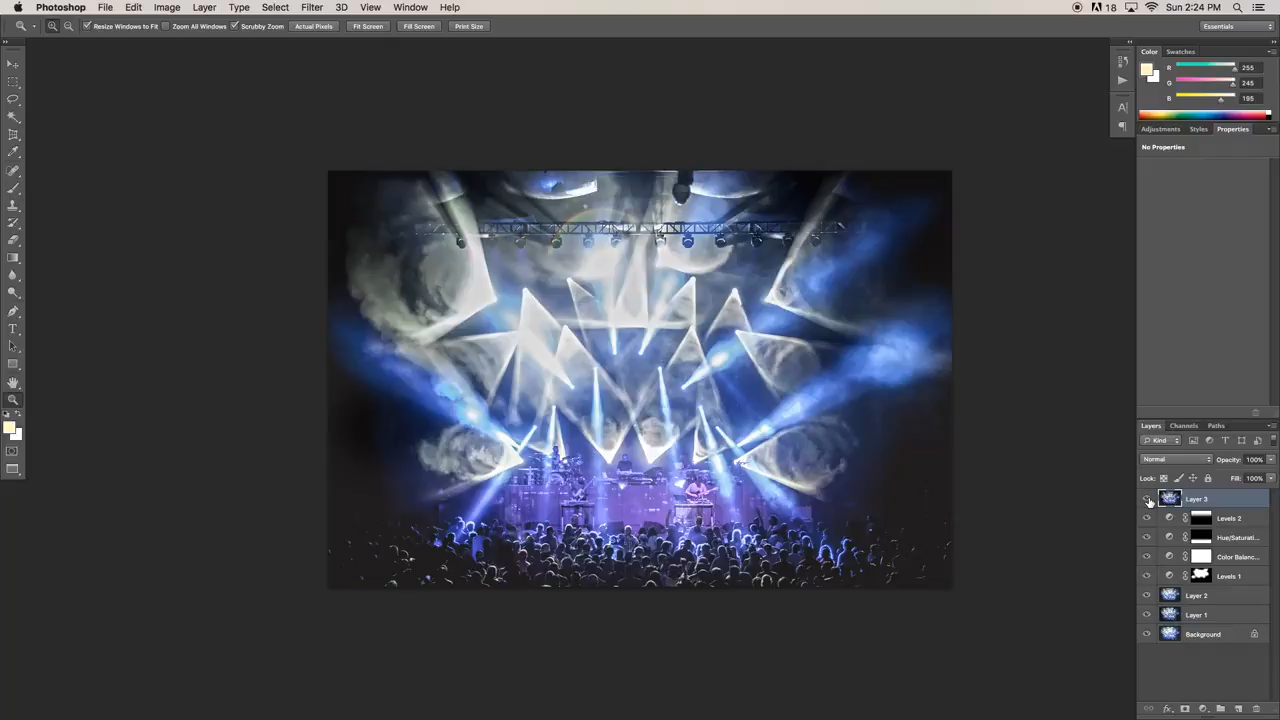 Photoshop File Edit Image Layer Type Select Filter 3D View Window Help 18 Sun 2:24 PM
Resize Windows to Fit Zoom All Windows Scrubby Zoom Actual Pixels Fit Screen Fill Screen Print Size Essentials
Color Swatches
R 255
G 245
B 195
Adjustments Styles Properties
No Properties
Layers Channels Paths
Kind
Normal Opacity: 100%
Lock: Fill: 100%
Layer 3
Levels 2
Hue/Saturati...
Color Balanc...
Levels 1
Layer 2
Layer 1
Background